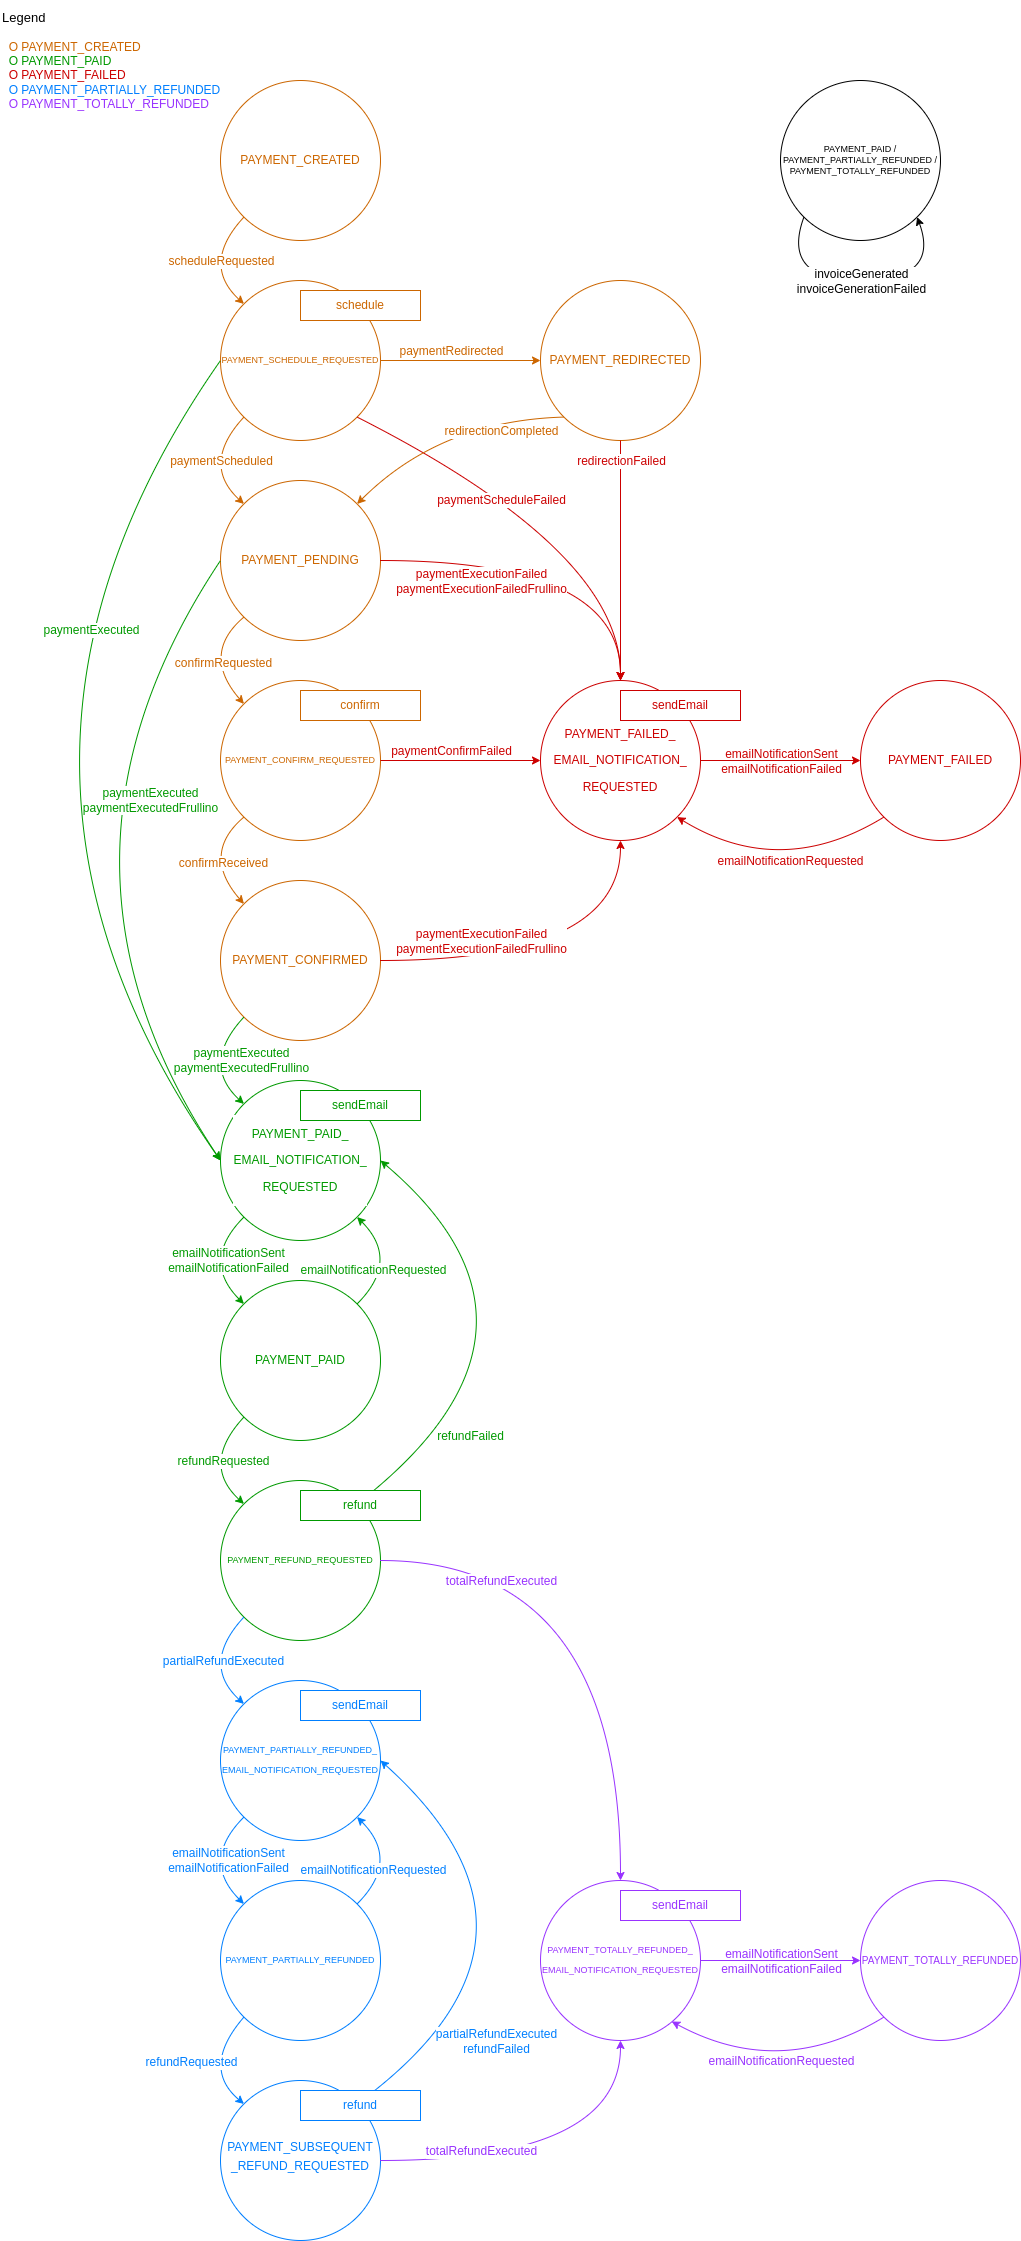 Legend
O PAYMENT_CREATED
O PAYMENT_PAID
O PAYMENT_FAILED
O PAYMENT_PARTIALLY_REFUNDED
O PAYMENT_TOTALLY_REFUNDED
PAYMENT_CREATED
PAYMENT_PAID /
PAYMENT_PARTIALLY_REFUNDED /
PAYMENT_TOTALLY_REFUNDED
scheduleRequested
invoiceGenerated
invoiceGenerationFailed
schedule
PAYMENT_SCHEDULE_REQUESTED
paymentRedirected
PAYMENT_REDIRECTED
redirectionCompleted
paymentScheduled
redirectionFailed
paymentScheduleFailed
PAYMENT_PENDING
paymentExecutionFailed
paymentExecutionFailedFrullino
paymentExecuted
confirmRequested
confirm
PAYMENT_CONFIRM_REQUESTED
paymentConfirmFailed
sendEmail
PAYMENT_FAILED_
EMAIL_NOTIFICATION_
REQUESTED
emailNotificationSent
emailNotificationFailed
PAYMENT_FAILED
paymentExecuted
paymentExecutedFrullino
confirmReceived
emailNotificationRequested
paymentExecutionFailed
paymentExecutionFailedFrullino
PAYMENT_CONFIRMED
paymentExecuted
paymentExecutedFrullino
sendEmail
PAYMENT_PAID_
EMAIL_NOTIFICATION_
REQUESTED
emailNotificationSent
emailNotificationFailed
emailNotificationRequested
PAYMENT_PAID
refundFailed
refundRequested
refund
PAYMENT_REFUND_REQUESTED
totalRefundExecuted
partialRefundExecuted
sendEmail
PAYMENT_PARTIALLY_REFUNDED_
EMAIL_NOTIFICATION_REQUESTED
emailNotificationSent
emailNotificationFailed
emailNotificationRequested
sendEmail
PAYMENT_PARTIALLY_REFUNDED
PAYMENT_TOTALLY_REFUNDED_
EMAIL_NOTIFICATION_REQUESTED
emailNotificationSent
emailNotificationFailed
PAYMENT_TOTALLY_REFUNDED
partialRefundExecuted
refundFailed
refundRequested
emailNotificationRequested
refund
PAYMENT_SUBSEQUENT
_REFUND_REQUESTED
totalRefundExecuted